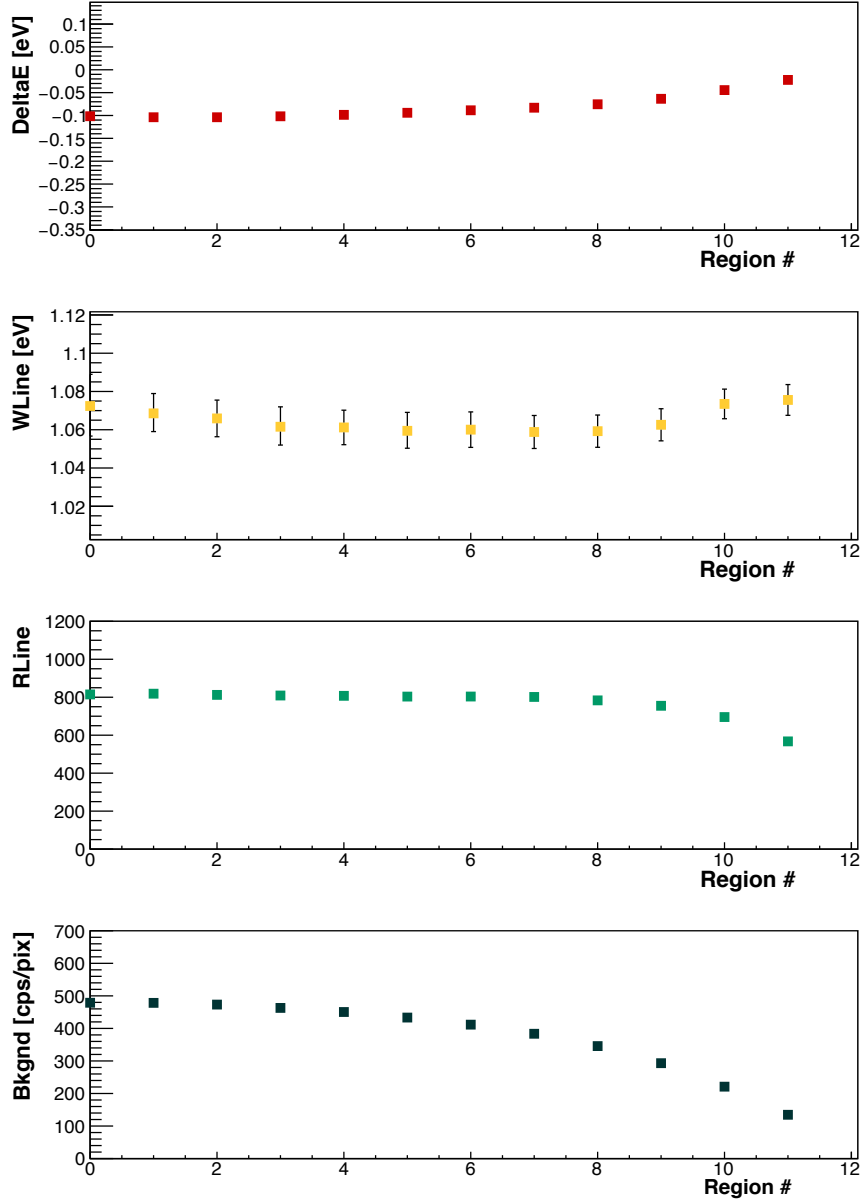 DeltaE [eV]
0.1
0.05
0
−0.05
−0.1
−0.15
−0.2
−0.25
−0.3
−0.35
0 2 4 6 8 10 12
Region #
WLine [eV]
1.12
1.1
1.08
1.06
1.04
1.02
0 2 4 6 8 10 12
Region #
RLine
1200
1000
800
600
400
200
0
0 2 4 6 8 10 12
Region #
Bkgnd [cps/pix]
700
600
500
400
300
200
100
0
0 2 4 6 8 10 12
Region #